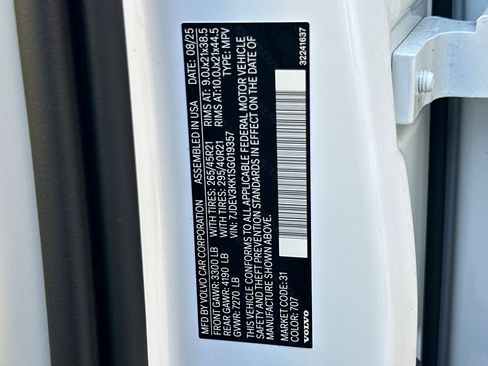 MFD BY VOLVO CAR CORPORATION ASSEMBLED IN: USA DATE: 08/25
FRONT GAWR: 3300 LB WITH TIRES: 265/45R21 RIMS AT: 9.0Jx21x38.5
REAR GAWR: 4190 LB WITH TIRES: 295/40R21 RIMS AT: 10.0Jx21x44.5
GVWR: 7270 LB VIN: 7JDEV3KK1SG019357 TYPE: MPV
THIS VEHICLE CONFORMS TO ALL APPLICABLE FEDERAL MOTOR VEHICLE
SAFETY AND THEFT PREVENTION STANDARDS IN EFFECT ON THE DATE OF
MANUFACTURE SHOWN ABOVE.
MARKET CODE: 31
COLOR: 707
VOLVO
32241637